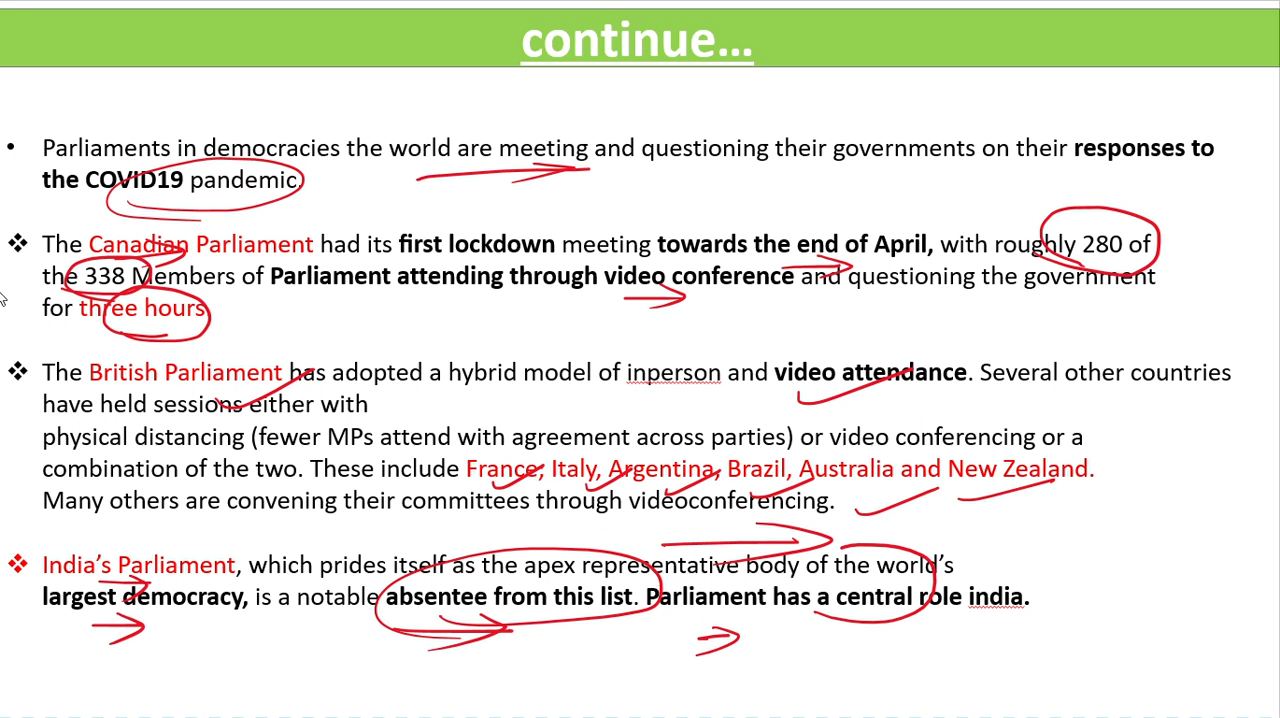 continue...
• Parliaments in democracies the world are meeting and questioning their governments on their responses to
the COVID19 pandemic.
❖ The Canadian Parliament had its first lockdown meeting towards the end of April, with roughly 280 of
the 338 Members of Parliament attending through video conference and questioning the government
for three hours
❖ The British Parliament has adopted a hybrid model of inperson and video attendance. Several other countries
have held sessions either with
physical distancing (fewer MPs attend with agreement across parties) or video conferencing or a
combination of the two. These include France, Italy, Argentina, Brazil, Australia and New Zealand.
Many others are convening their committees through videoconferencing.
❖ India's Parliament, which prides itself as the apex representative body of the world's
largest democracy, is a notable absentee from this list. Parliament has a central role india.